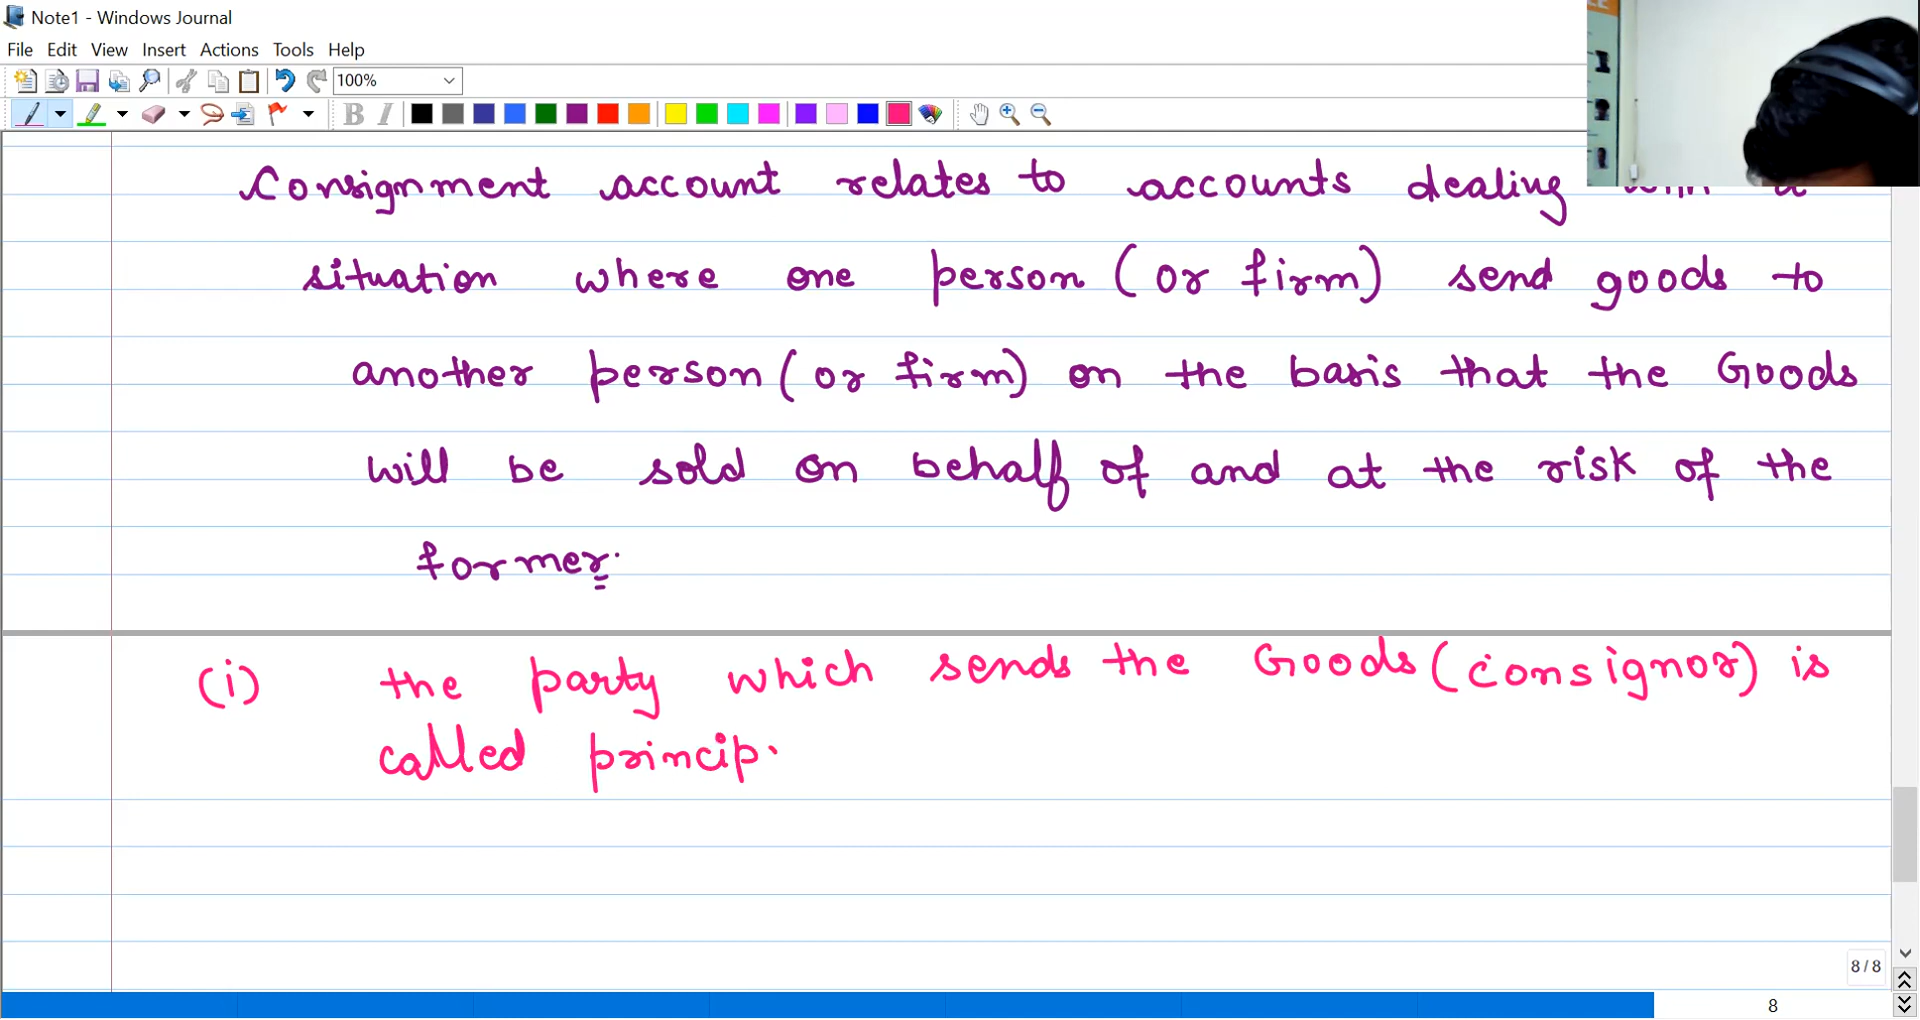 Note1 - Windows Journal
File Edit View Insert Actions Tools Help
100%
Consignment account relates to accounts dealing
situation where one person (or firm) send goods to
another person (or firm) on the basis that the Goods
will be sold on behalf of and at the risk of the
former.
(i) the party which sends the Goods (consignor) is
called princip
8 / 8
8